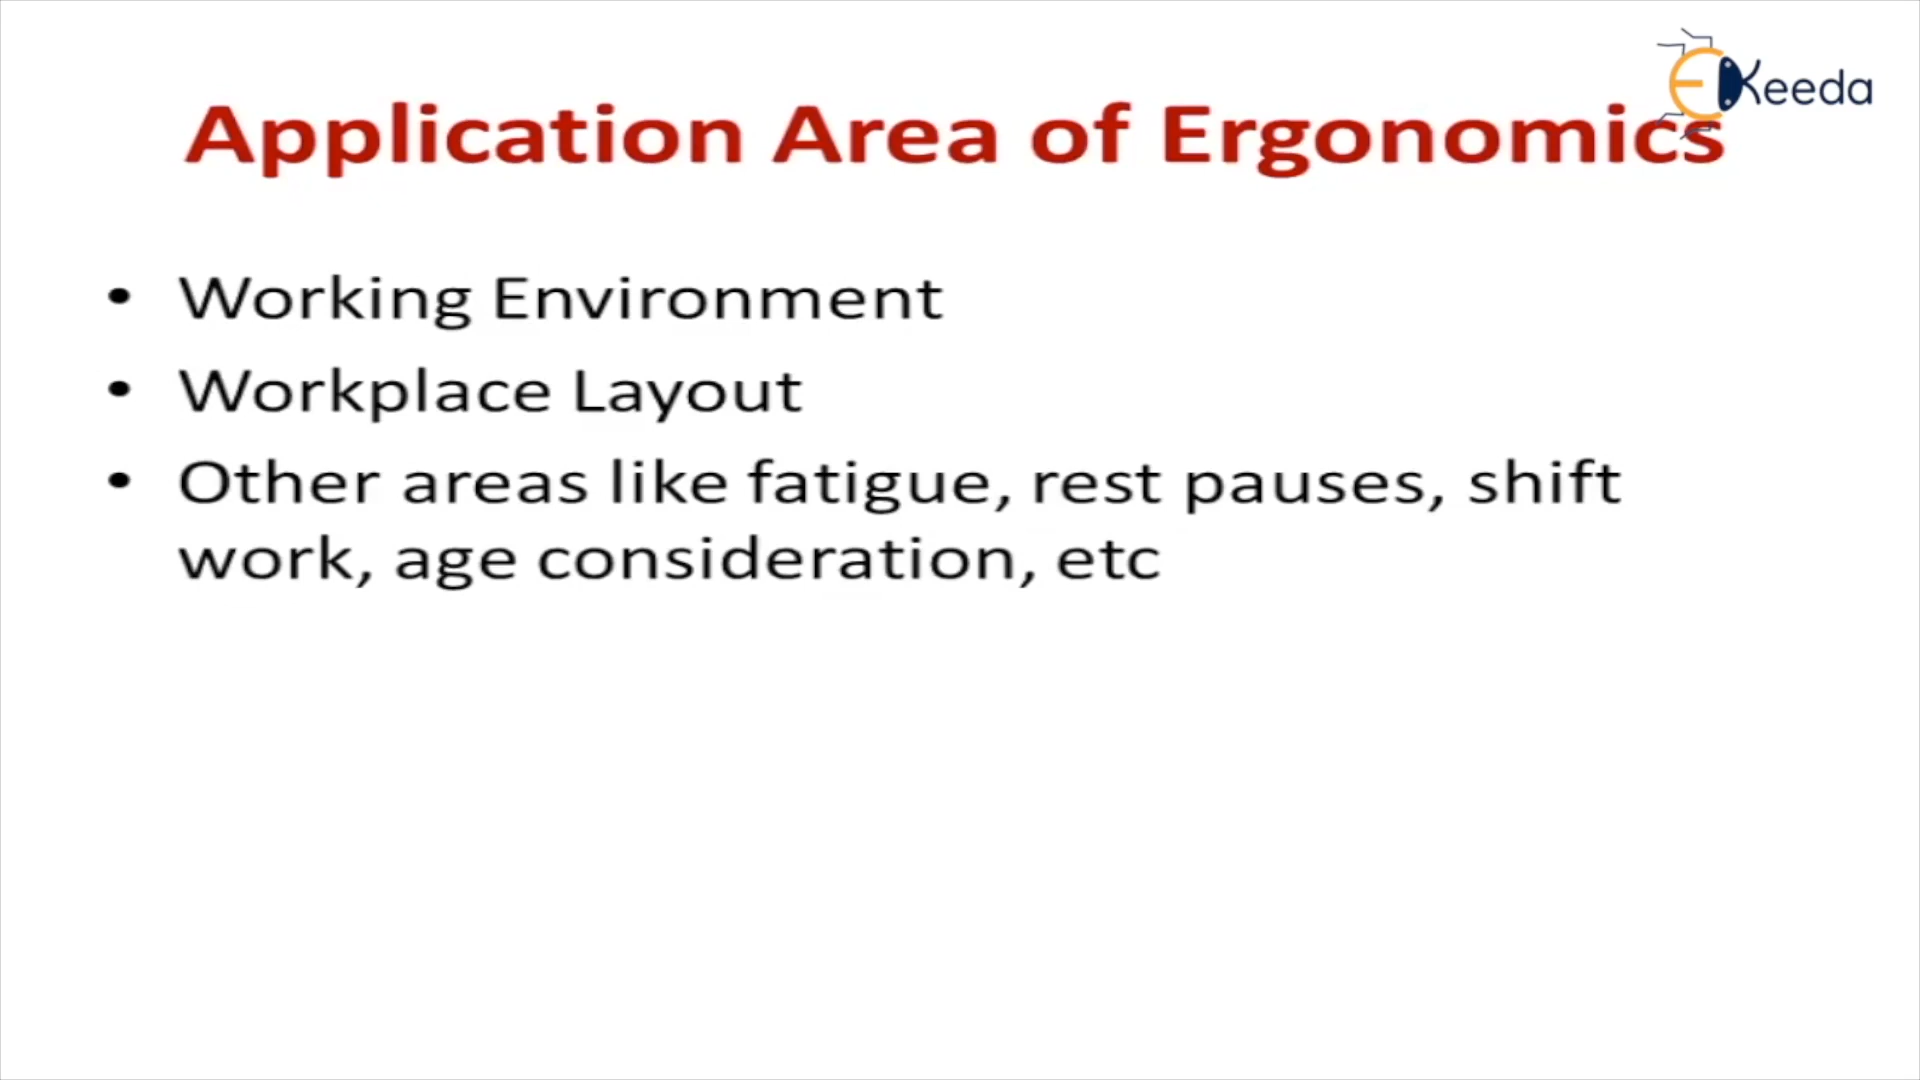 EKeeda
Application Area of Ergonomics
• Working Environment
• Workplace Layout
• Other areas like fatigue, rest pauses, shift
work, age consideration, etc